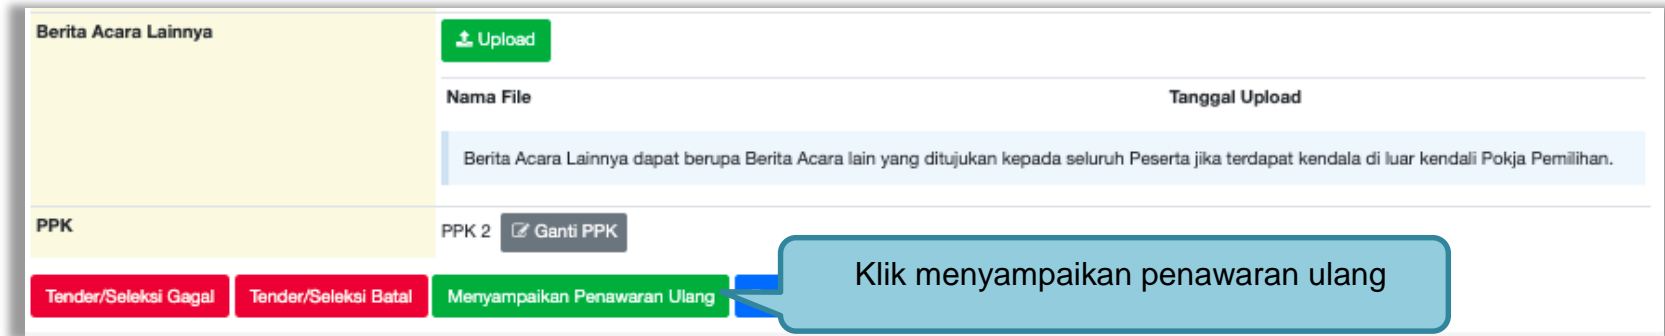 Berita Acara Lainnya
Upload
Nama File Tanggal Upload
Berita Acara Lainnya dapat berupa Berita Acara lain yang ditujukan kepada seluruh Peserta jika terdapat kendala di luar kendali Pokja Pemilihan.
PPK
PPK 2 Ganti PPK
Klik menyampaikan penawaran ulang
Tender/Seleksi Gagal Tender/Seleksi Batal Menyampaikan Penawaran Ulang